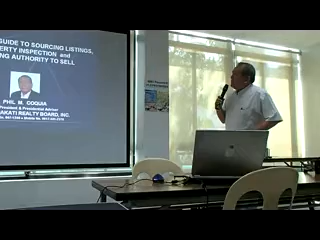 GUIDE TO SOURCING LISTINGS,
ERTY INSPECTION and
NG AUTHORITY TO SELL
PHIL M. COQUIA
President & Presidential Adviser
AKATI REALTY BOARD, INC.